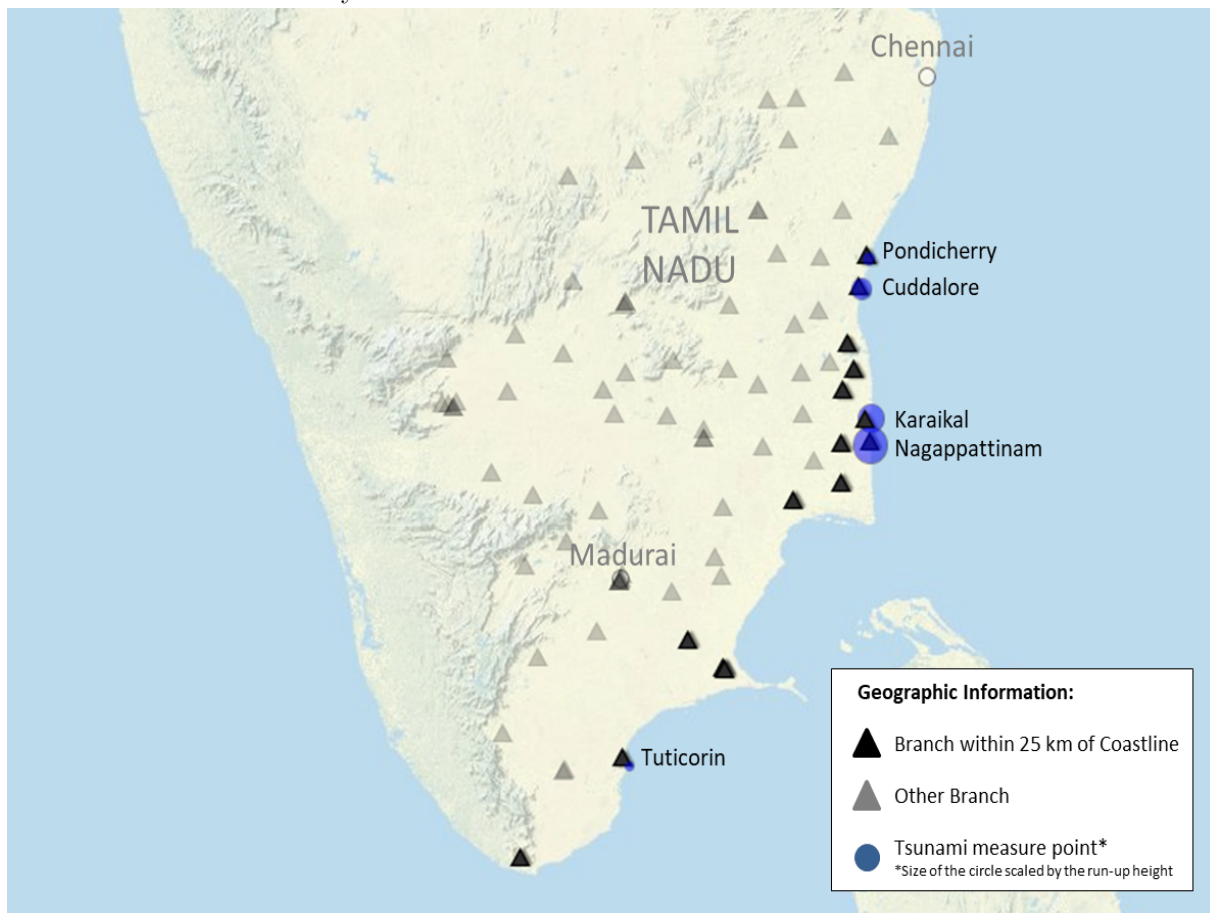 Chennai
TAMIL
NADU
Pondicherry
Cuddalore
Karaikal
Nagappattinam
Madurai
Tuticorin
Geographic Information:
Branch within 25 km of Coastline
Other Branch
Tsunami measure point*
*Size of the circle scaled by the run-up height